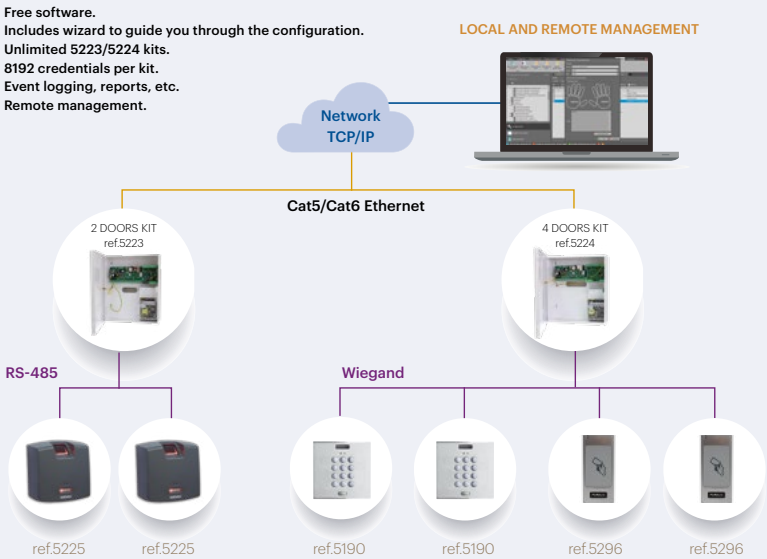 Free software.
Includes wizard to guide you through the configuration.
Unlimited 5223/5224 kits.
8192 credentials per kit.
Event logging, reports, etc.
Remote management.
LOCAL AND REMOTE MANAGEMENT
Network
TCP/IP
Cat5/Cat6 Ethernet
2 DOORS KIT
ref.5223
4 DOORS KIT
ref.5224
RS-485
Wiegand
ref.5225
ref.5225
ref.5190
ref.5190
ref.5296
ref.5296